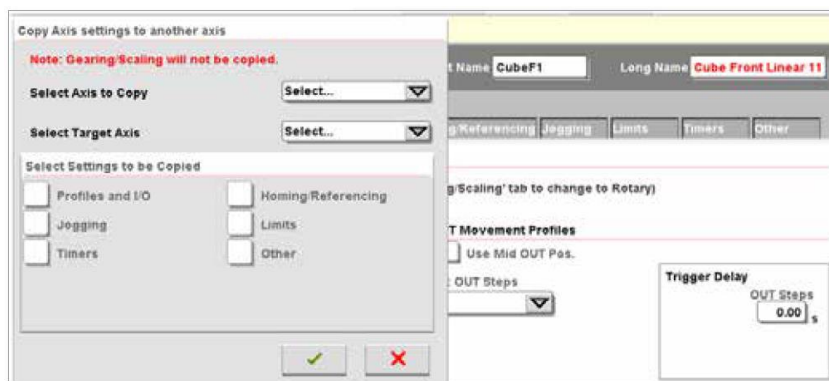 Copy Axis settings to another axis
Note: Gearing/Scaling will not be copied.
Select Axis to Copy Select...
Select Target Axis Select...
Select Settings to be Copied
Profiles and I/O Homing/Referencing
Jogging Limits
Timers Other
t Name CubeF1 Long Name Cube Front Linear 11
g/Referencing Jogging Limits Timers Other
g/Scaling' tab to change to Rotary)
T Movement Profiles
Use Mid OUT Pos.
OUT Steps
Trigger Delay
OUT Steps
0.00 s